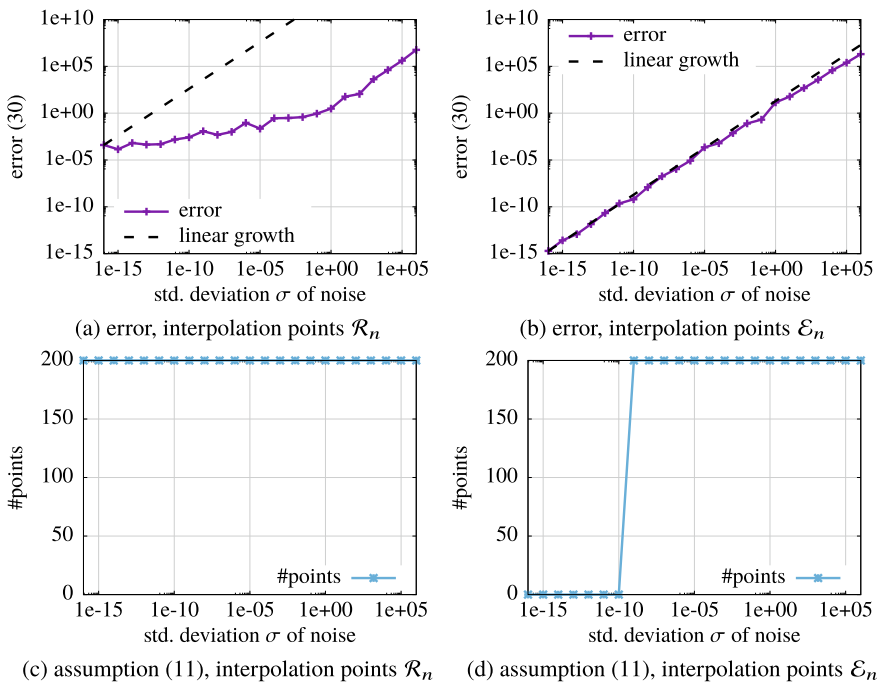 1e+10
1e+05
1e+00
1e-05
1e-10
1e-15
error (30)
error
linear growth
1e-15 1e-10 1e-05 1e+00 1e+05
std. deviation σ of noise
(a) error, interpolation points ℛn
1e+10
1e+05
1e+00
1e-05
1e-10
1e-15
error (30)
error
linear growth
1e-15 1e-10 1e-05 1e+00 1e+05
std. deviation σ of noise
(b) error, interpolation points ℰn
200
150
100
50
0
#points
#points
1e-15 1e-10 1e-05 1e+00 1e+05
std. deviation σ of noise
(c) assumption (11), interpolation points ℛn
200
150
100
50
0
#points
#points
1e-15 1e-10 1e-05 1e+00 1e+05
std. deviation σ of noise
(d) assumption (11), interpolation points ℰn